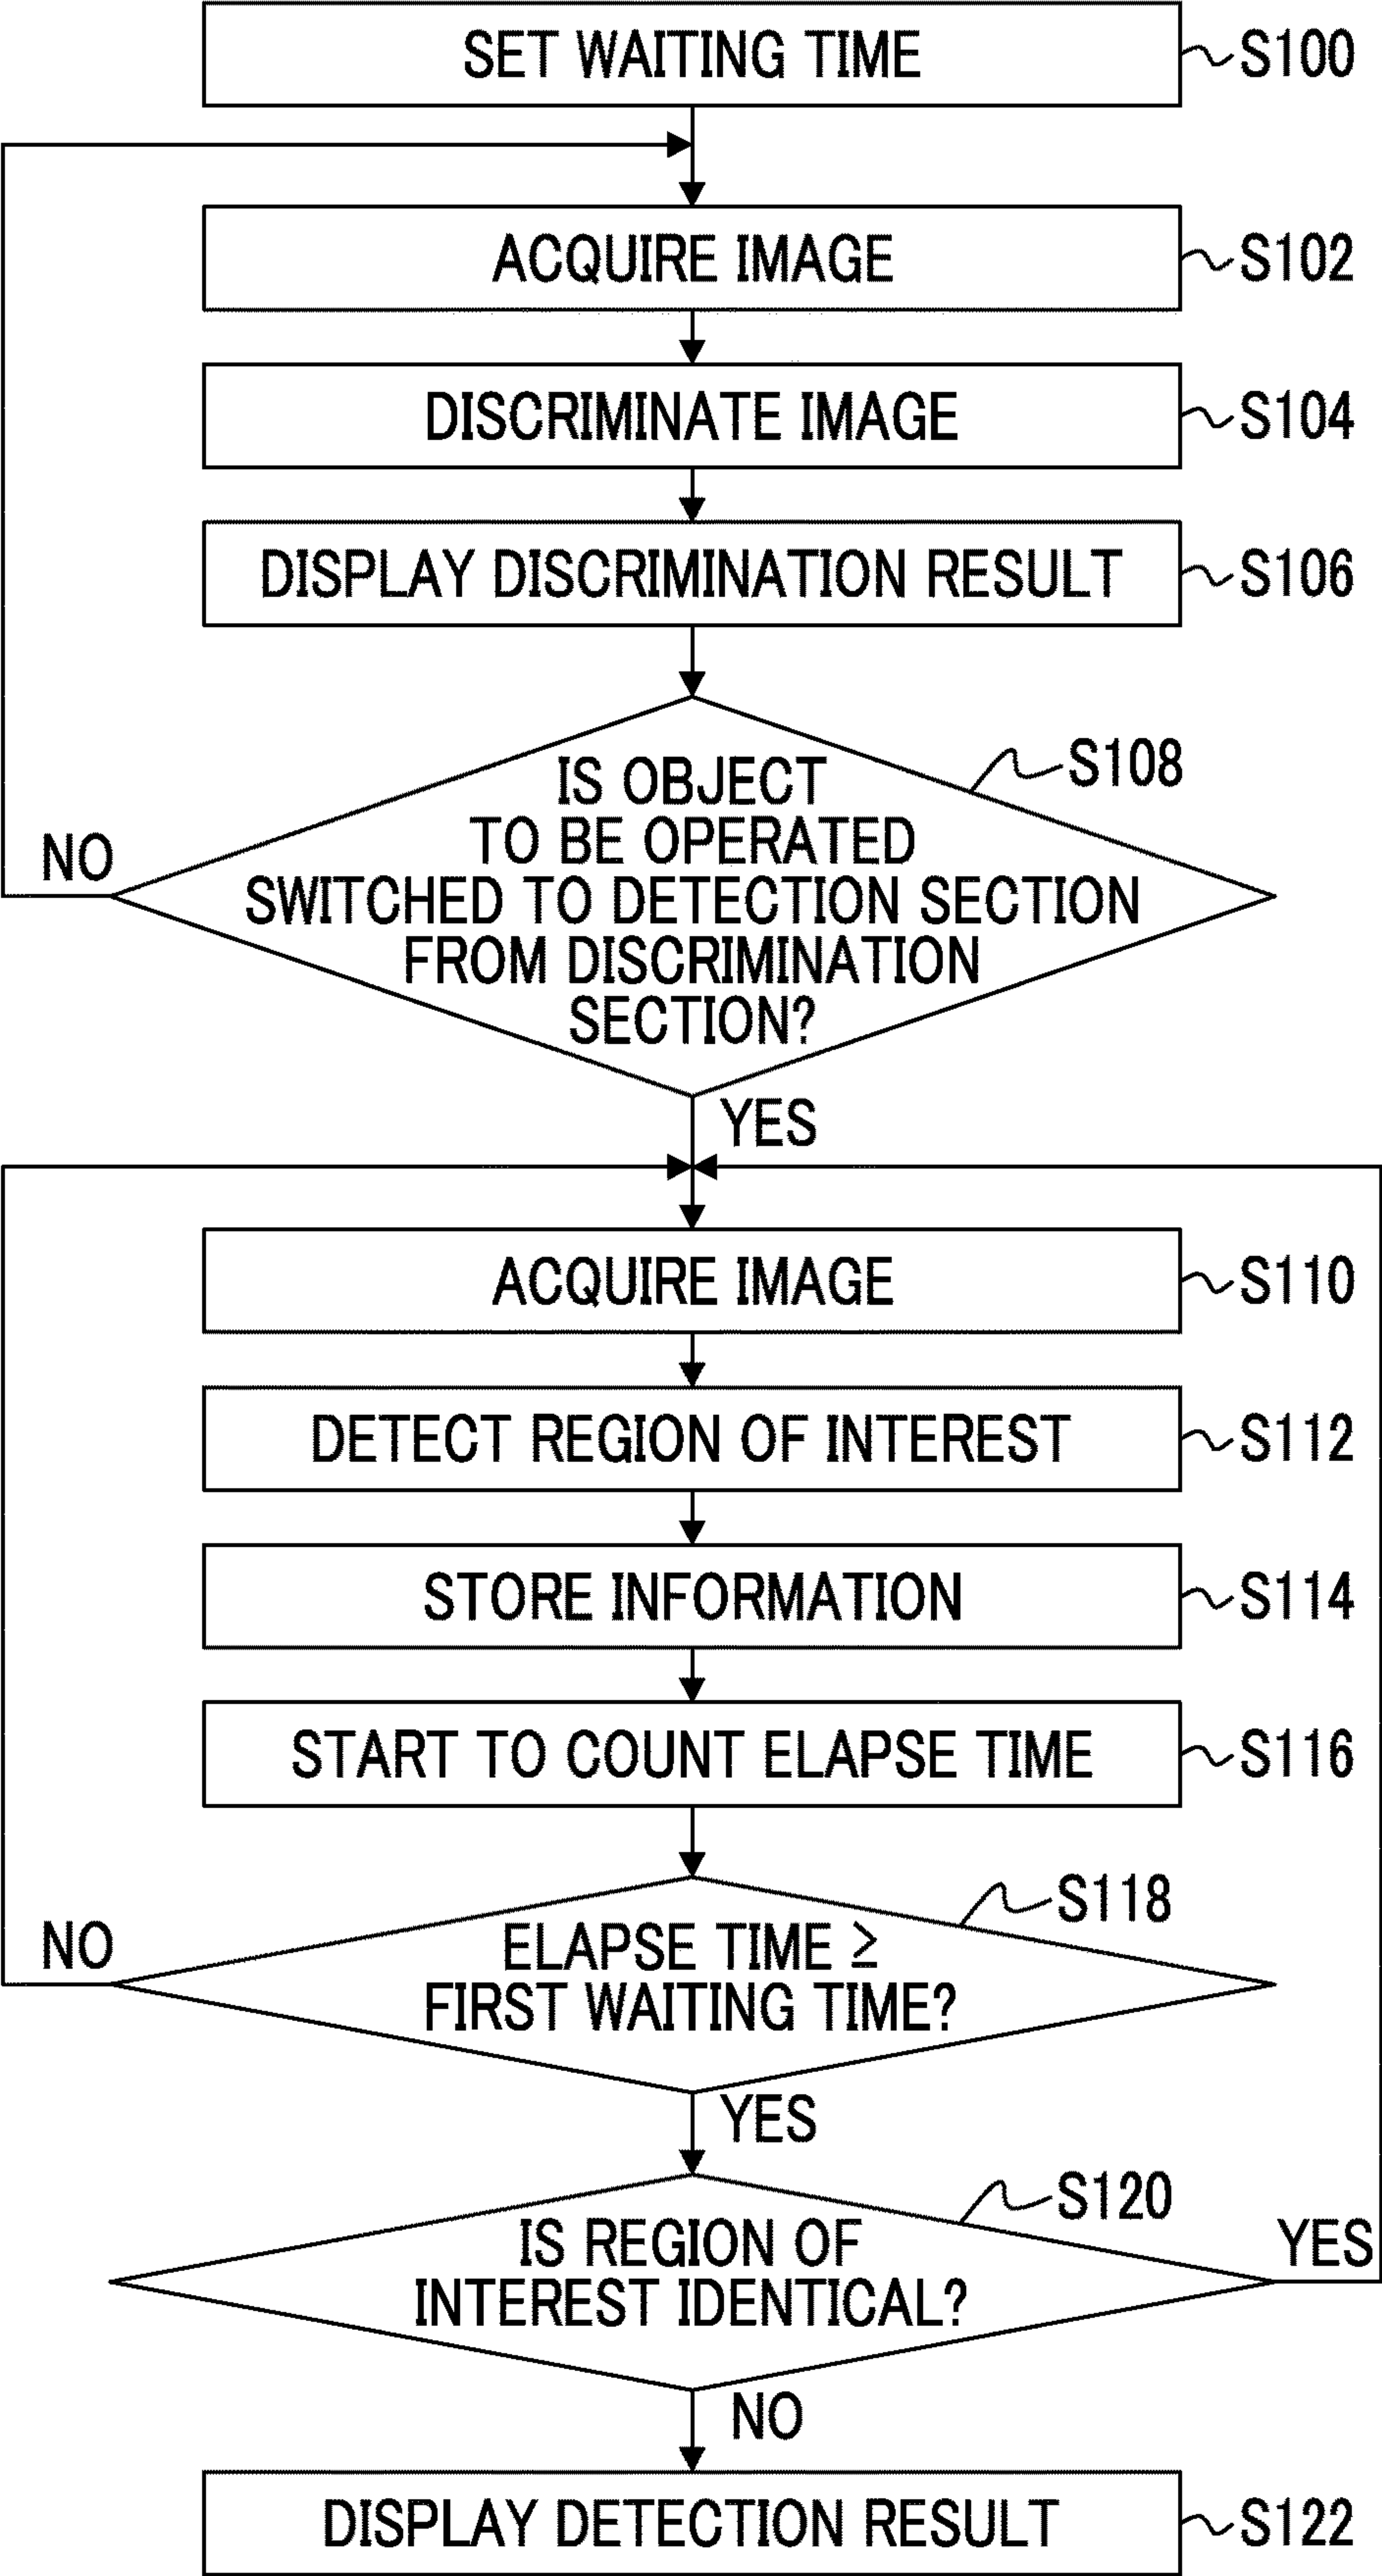 SET WAITING TIME
S100
ACQUIRE IMAGE
S102
DISCRIMINATE IMAGE
S104
DISPLAY DISCRIMINATION RESULT
S106
S108
IS OBJECT
TO BE OPERATED
SWITCHED TO DETECTION SECTION
FROM DISCRIMINATION
SECTION?
NO
YES
ACQUIRE IMAGE
S110
DETECT REGION OF INTEREST
S112
STORE INFORMATION
S114
START TO COUNT ELAPSE TIME
S116
S118
ELAPSE TIME ≥
FIRST WAITING TIME?
NO
YES
S120
IS REGION OF
INTEREST IDENTICAL?
YES
NO
DISPLAY DETECTION RESULT
S122